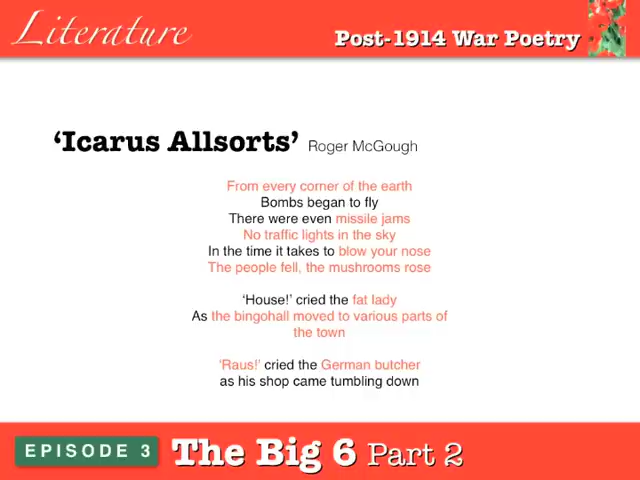 Literature
Post-1914 War Poetry
‘Icarus Allsorts’ Roger McGough
From every corner of the earth
Bombs began to fly
There were even missile jams
No traffic lights in the sky
In the time it takes to blow your nose
The people fell, the mushrooms rose
‘House!’ cried the fat lady
As the bingohall moved to various parts of
the town
‘Raus!’ cried the German butcher
as his shop came tumbling down
EPISODE 3
The Big 6 Part 2